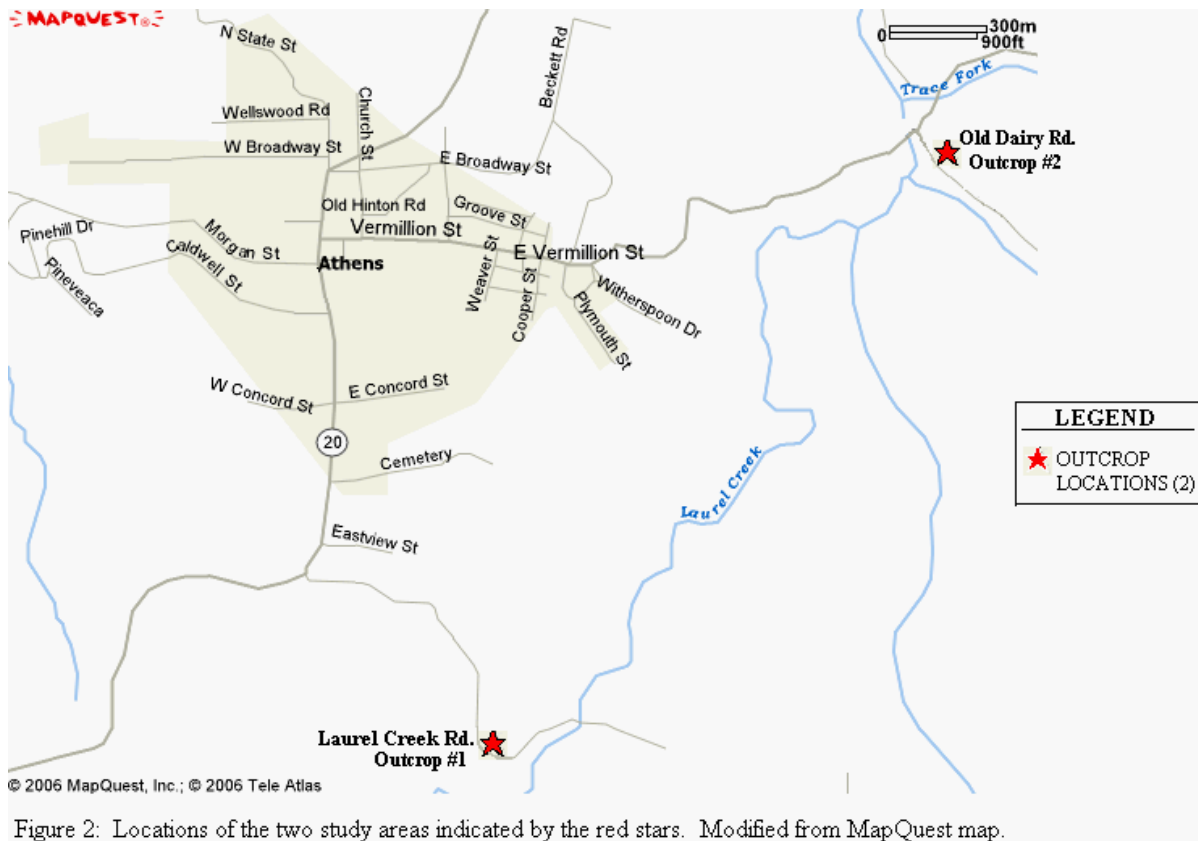 MAPQUEST®
N State St
Beckett Rd
0 300m
900ft
Trace Fork
Wellswood Rd
Church St
W Broadway St
E Broadway St
Old Dairy Rd.
Outcrop #2
Old Hinton Rd
Groove St
Pinehill Dr
Morgan St
Vermillion St
E Vermillion St
Caldwell St
Athens
Weaver St
Cooper St
Witherspoon Dr
Pineveaca
Plymouth St
W Concord St
E Concord St
LEGEND
20
Cemetery
OUTCROP
LOCATIONS (2)
Laurel Creek
Eastview St
Laurel Creek Rd.
Outcrop #1
© 2006 MapQuest, Inc.; © 2006 Tele Atlas
Figure 2: Locations of the two study areas indicated by the red stars. Modified from MapQuest map.